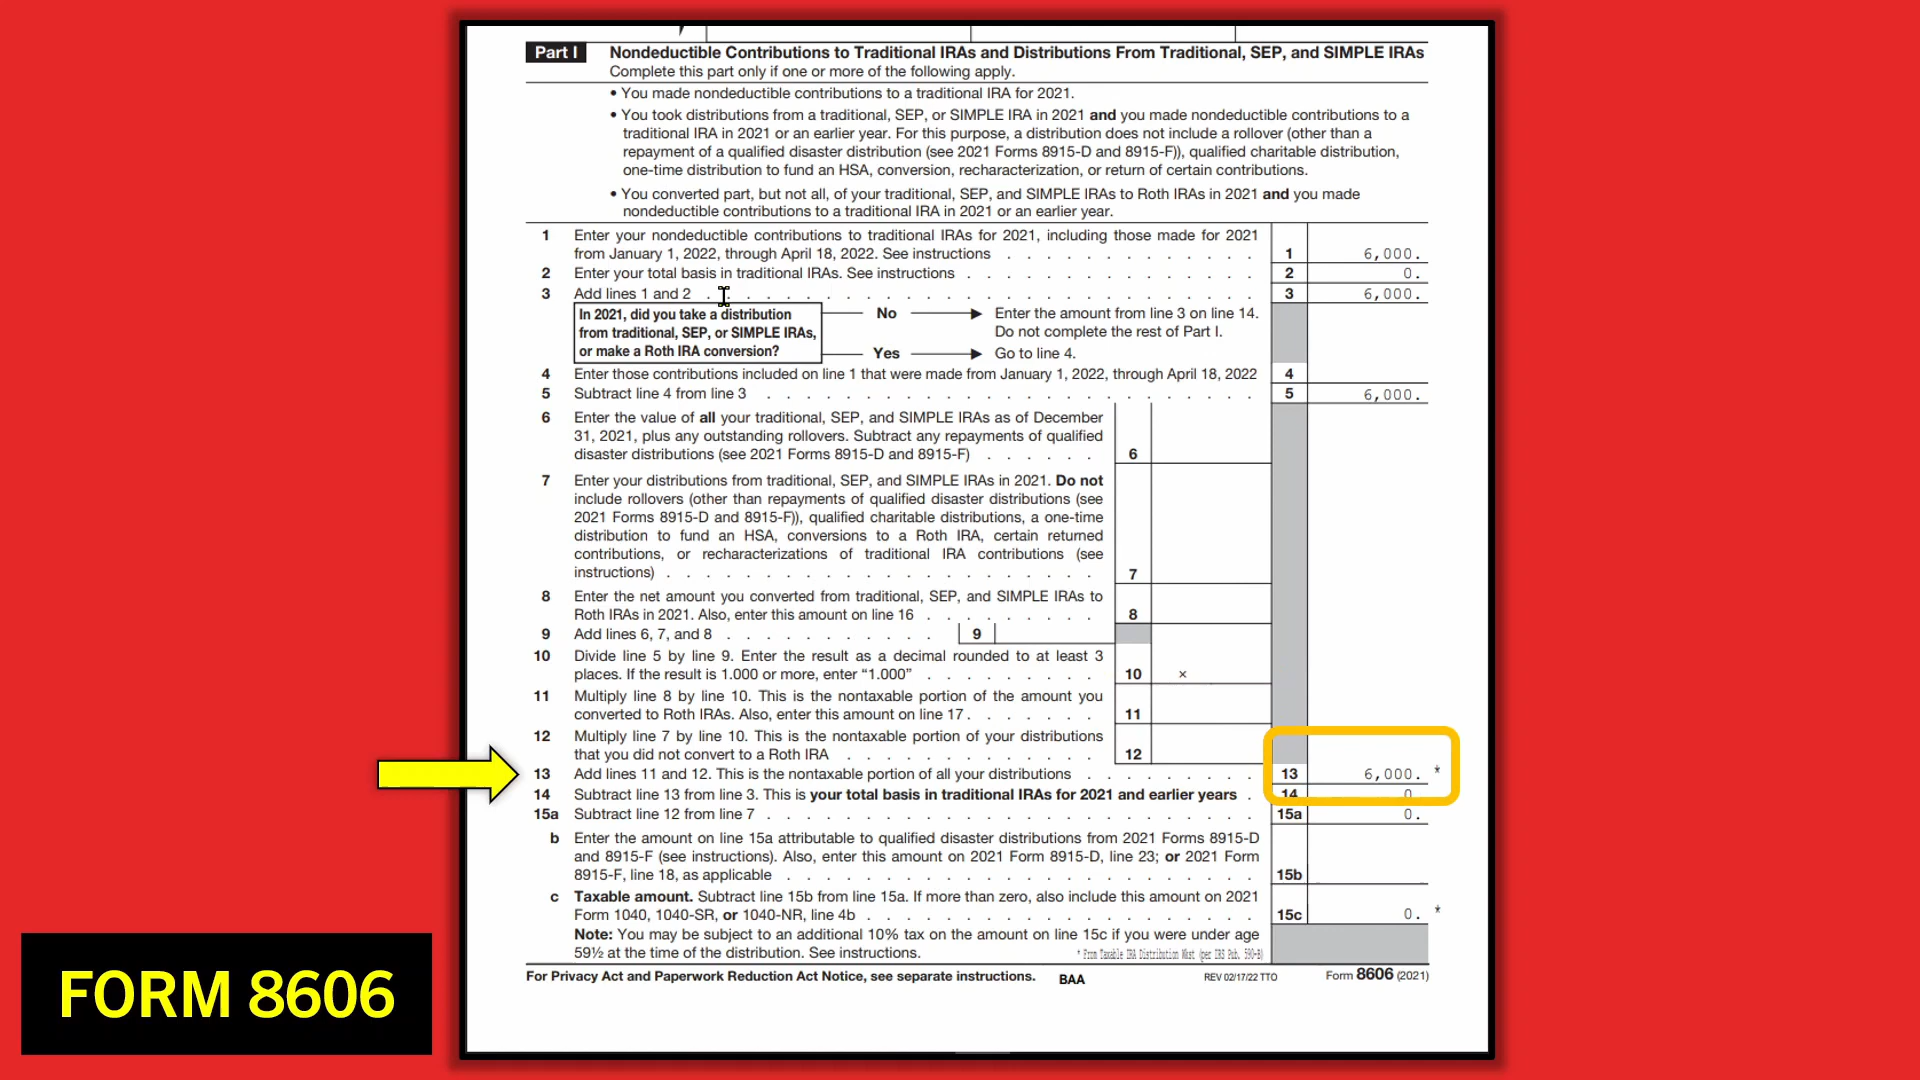 Part I Nondeductible Contributions to Traditional IRAs and Distributions From Traditional, SEP, and SIMPLE IRAs
Complete this part only if one or more of the following apply.
• You made nondeductible contributions to a traditional IRA for 2021.
• You took distributions from a traditional, SEP, or SIMPLE IRA in 2021 and you made nondeductible contributions to a
traditional IRA in 2021 or an earlier year. For this purpose, a distribution does not include a rollover (other than a
repayment of a qualified disaster distribution (see 2021 Forms 8915-D and 8915-F)), qualified charitable distribution,
one-time distribution to fund an HSA, conversion, recharacterization, or return of certain contributions.
• You converted part, but not all, of your traditional, SEP, and SIMPLE IRAs to Roth IRAs in 2021 and you made
nondeductible contributions to a traditional IRA in 2021 or an earlier year.
1 Enter your nondeductible contributions to traditional IRAs for 2021, including those made for 2021
from January 1, 2022, through April 18, 2022. See instructions . . . . . . . . . . . . . 1 6,000.
2 Enter your total basis in traditional IRAs. See instructions . . . . . . . . . . . . . . . 2 0.
3 Add lines 1 and 2 . . . . . . . . . . . . . . . . . . . . . . . . . . . . 3 6,000.
In 2021, did you take a distribution
from traditional, SEP, or SIMPLE IRAs,
or make a Roth IRA conversion?
No Enter the amount from line 3 on line 14.
Do not complete the rest of Part I.
Yes Go to line 4.
4 Enter those contributions included on line 1 that were made from January 1, 2022, through April 18, 2022 4
5 Subtract line 4 from line 3 . . . . . . . . . . . . . . . . . . . . . . . . . 5 6,000.
6 Enter the value of all your traditional, SEP, and SIMPLE IRAs as of December
31, 2021, plus any outstanding rollovers. Subtract any repayments of qualified
disaster distributions (see 2021 Forms 8915-D and 8915-F) . . . . . . 6
7 Enter your distributions from traditional, SEP, and SIMPLE IRAs in 2021. Do not
include rollovers (other than repayments of qualified disaster distributions (see
2021 Forms 8915-D and 8915-F)), qualified charitable distributions, a one-time
distribution to fund an HSA, conversions to a Roth IRA, certain returned
contributions, or recharacterizations of traditional IRA contributions (see
instructions) . . . . . . . . . . . . . . . . . . . . . . 7
8 Enter the net amount you converted from traditional, SEP, and SIMPLE IRAs to
Roth IRAs in 2021. Also, enter this amount on line 16 . . . . . . . . . 8
9 Add lines 6, 7, and 8 . . . . . . . . . . . 9
10 Divide line 5 by line 9. Enter the result as a decimal rounded to at least 3
places. If the result is 1.000 or more, enter “1.000” . . . . . . . . . 10 ×
11 Multiply line 8 by line 10. This is the nontaxable portion of the amount you
converted to Roth IRAs. Also, enter this amount on line 17 . . . . . . . 11
12 Multiply line 7 by line 10. This is the nontaxable portion of your distributions
that you did not convert to a Roth IRA . . . . . . . . . . . . . 12
13 Add lines 11 and 12. This is the nontaxable portion of all your distributions . . . . . . . . . 13 6,000. *
14 Subtract line 13 from line 3. This is your total basis in traditional IRAs for 2021 and earlier years . 14 0
15a Subtract line 12 from line 7 . . . . . . . . . . . . . . . . . . . . . . . . . 15a 0.
b Enter the amount on line 15a attributable to qualified disaster distributions from 2021 Forms 8915-D
and 8915-F (see instructions). Also, enter this amount on 2021 Form 8915-D, line 23; or 2021 Form
8915-F, line 18, as applicable . . . . . . . . . . . . . . . . . . . . . . . . 15b
c Taxable amount. Subtract line 15b from line 15a. If more than zero, also include this amount on 2021
Form 1040, 1040-SR, or 1040-NR, line 4b . . . . . . . . . . . . . . . . . . . . 15c 0. *
Note: You may be subject to an additional 10% tax on the amount on line 15c if you were under age
59½ at the time of the distribution. See instructions. * From Taxable IRA Distribution Wkst (per IRS Pub. 590-B)
For Privacy Act and Paperwork Reduction Act Notice, see separate instructions. BAA REV 02/17/22 TTO Form 8606 (2021)
FORM 8606